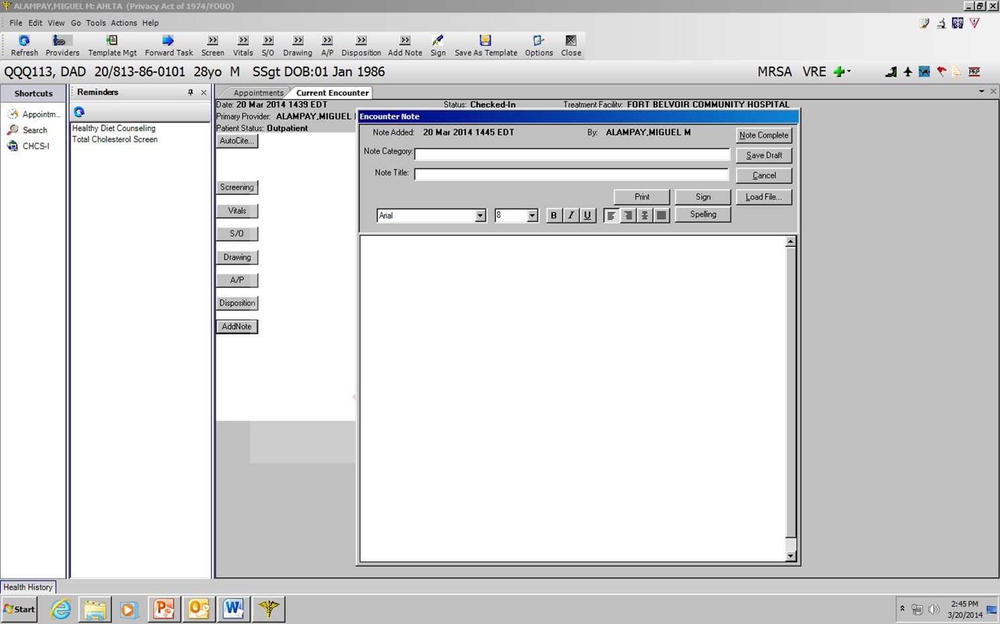 ALAMPAY,MIGUEL M: AHLTA (Privacy Act of 1974/FOUO)
File Edit View Go Tools Actions Help
Refresh Providers Template Mgt Forward Task Screen Vitals S/O Drawing A/P Disposition Add Note Sign Save As Template Options Close
QQQ113, DAD 20/813-86-0101 28yo M SSgt DOB:01 Jan 1986 MRSA VRE
Shortcuts
Appointm...
Search
CHCS-I
Reminders
Healthy Diet Counseling
Total Cholesterol Screen
Appointments Current Encounter
Date: 20 Mar 2014 1439 EDT Status: Checked-In Treatment Facility: FORT BELVOIR COMMUNITY HOSPITAL
Primary Provider: ALAMPAY,MIGUEL
Patient Status: Outpatient
AutoCite...
Screening
Vitals
S/O
Drawing
A/P
Disposition
AddNote
Encounter Note
Note Added: 20 Mar 2014 1445 EDT By: ALAMPAY,MIGUEL M
Note Category:
Note Title:
Note Complete
Save Draft
Cancel
Print Sign Load File...
Arial 8 B I U Spelling
Health History
Start
2:45 PM
3/20/2014